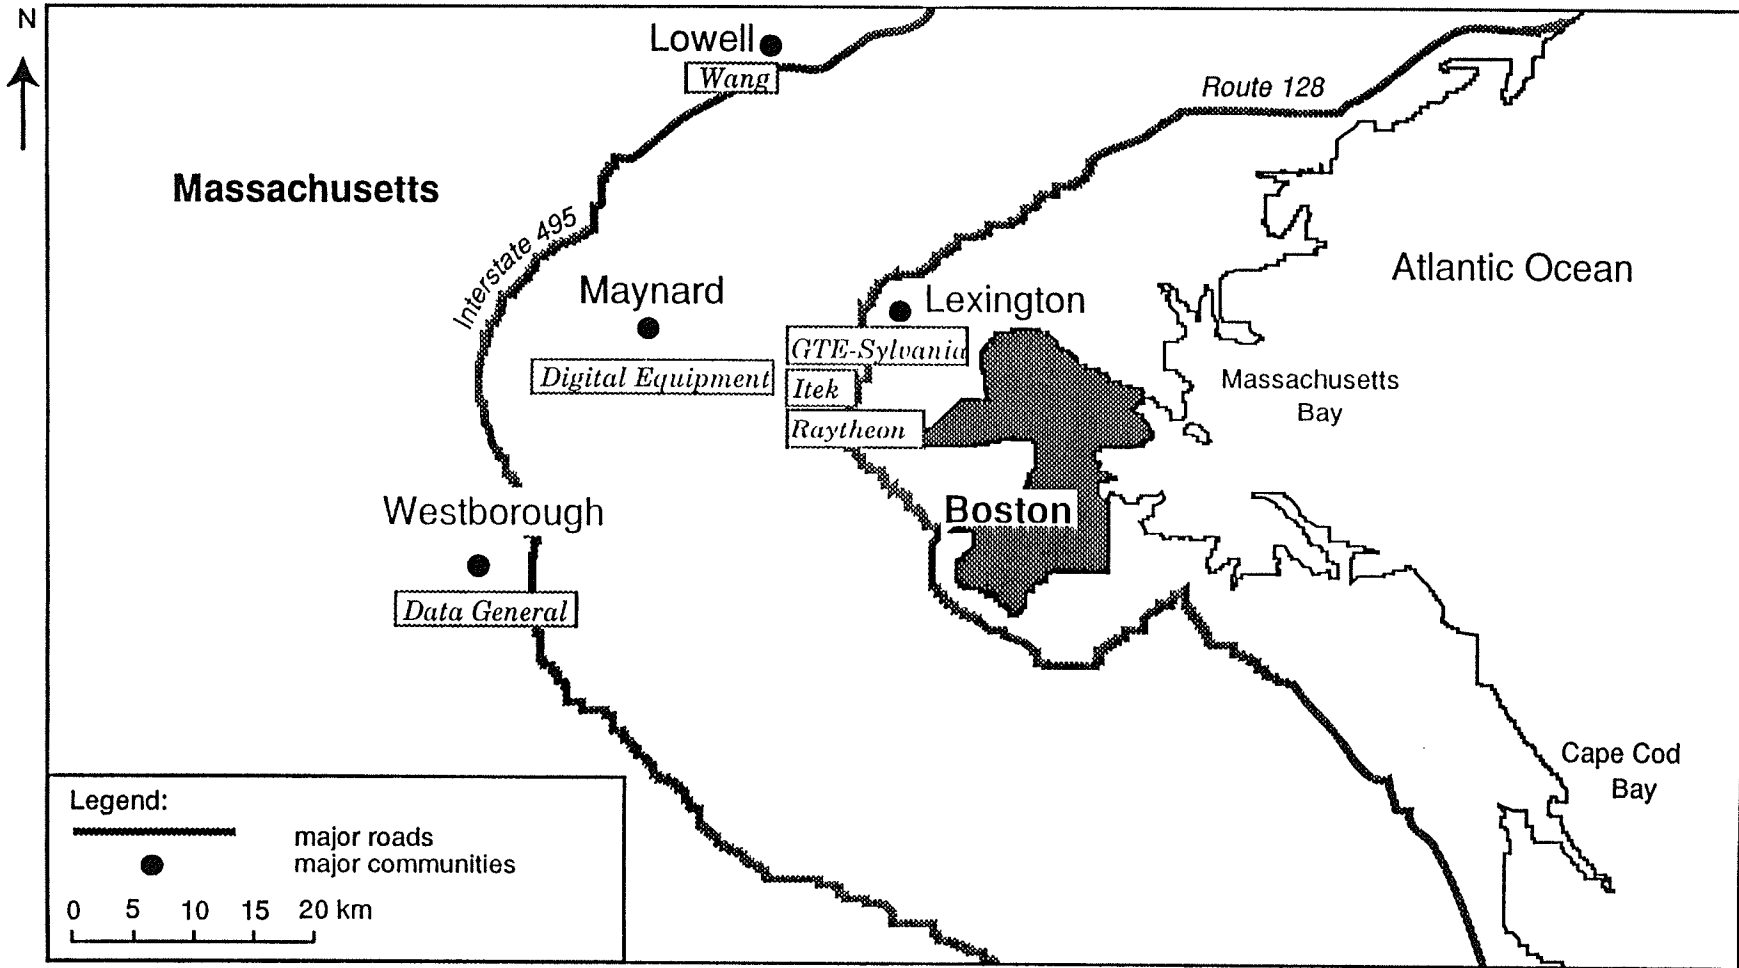 N
Lowell
Wang
Route 128
Massachusetts
Interstate 495
Atlantic Ocean
Maynard
Lexington
GTE-Sylvania
Digital Equipment
Itek
Massachusetts
Bay
Raytheon
Westborough
Boston
Data General
Cape Cod
Bay
Legend:
major roads
major communities
0 5 10 15 20 km